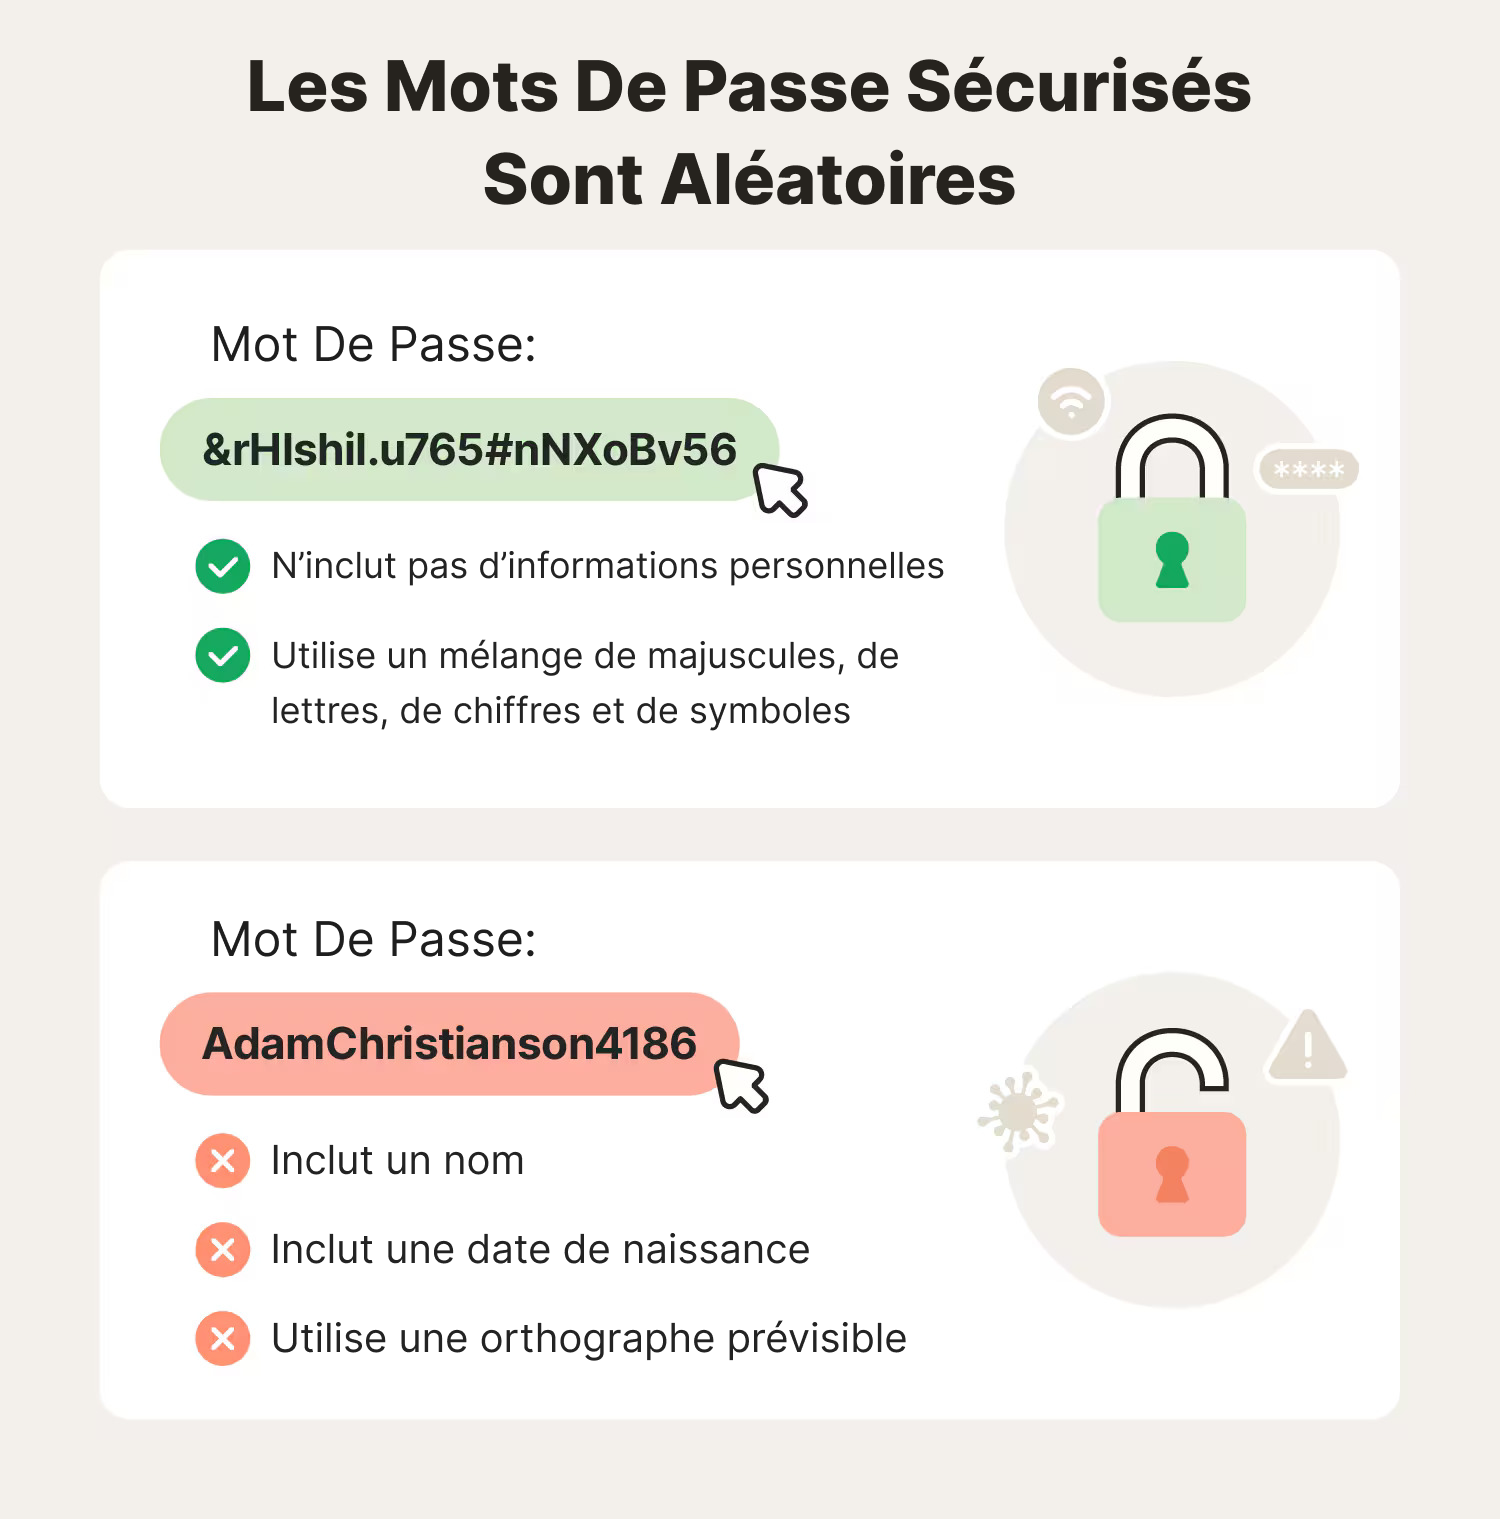 Les Mots De Passe Sécurisés
Sont Aléatoires
Mot De Passe:
&rHIshil.u765#nNXoBv56
N’inclut pas d’informations personnelles
Utilise un mélange de majuscules, de
lettres, de chiffres et de symboles
****
Mot De Passe:
AdamChristianson4186
Inclut un nom
Inclut une date de naissance
Utilise une orthographe prévisible